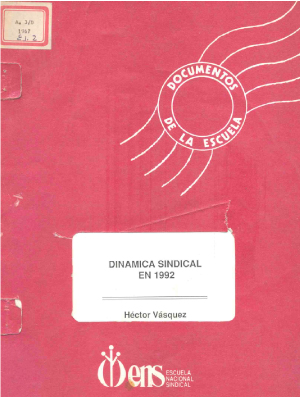 DOCUMENTOS
DE LA ESCUELA
DINAMICA SINDICAL
EN 1992
Héctor Vásquez
ens
ESCUELA
NACIONAL
SINDICAL